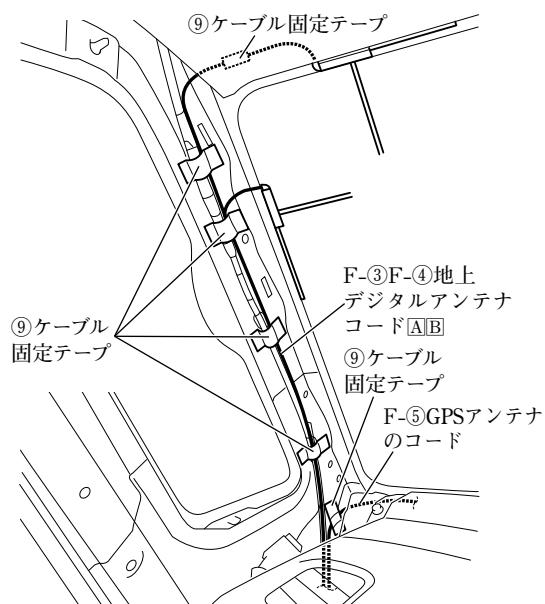 ⑨ケーブル固定テープ
F-③F-④地上
デジタルアンテナ
コードAB
⑨ケーブル
固定テープ
⑨ケーブル
固定テープ
F-⑤GPSアンテナ
のコード